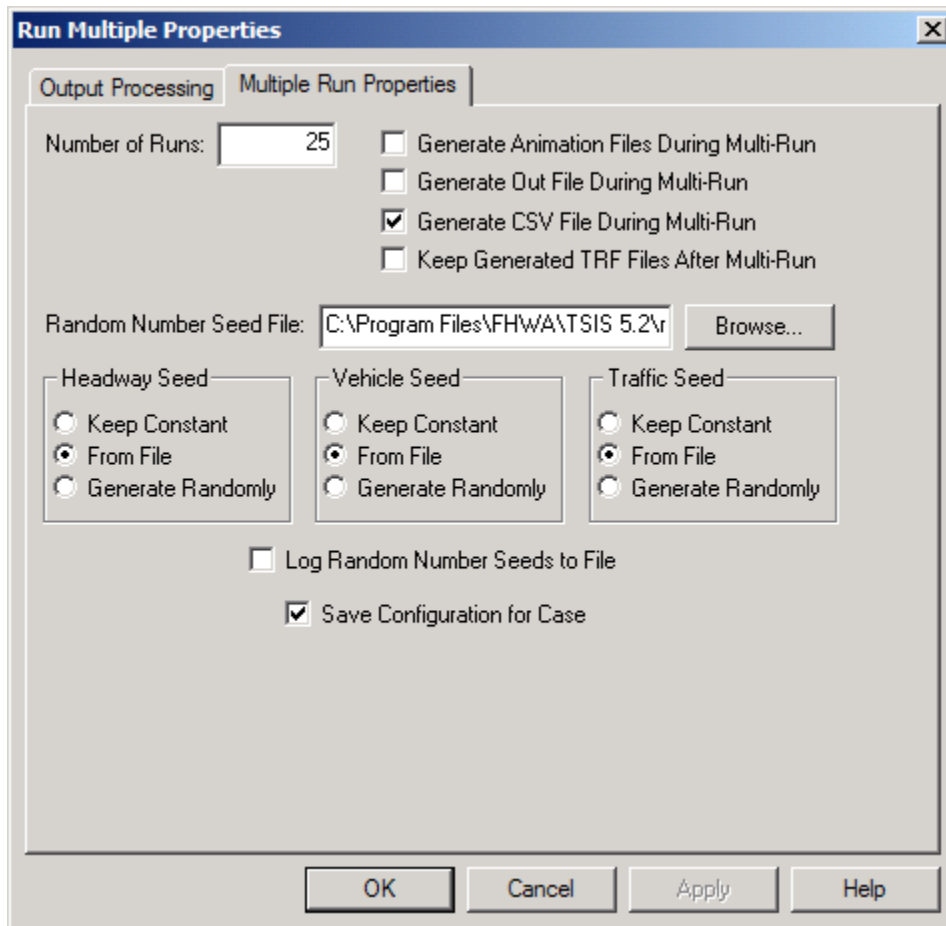 Run Multiple Properties
Output Processing Multiple Run Properties
Number of Runs: 25
Generate Animation Files During Multi-Run
Generate Out File During Multi-Run
Generate CSV File During Multi-Run
Keep Generated TRF Files After Multi-Run
Random Number Seed File: C:\Program Files\FHWA\TSIS 5.2\r Browse...
Headway Seed
Keep Constant
From File
Generate Randomly
Vehicle Seed
Keep Constant
From File
Generate Randomly
Traffic Seed
Keep Constant
From File
Generate Randomly
Log Random Number Seeds to File
Save Configuration for Case
OK Cancel Apply Help